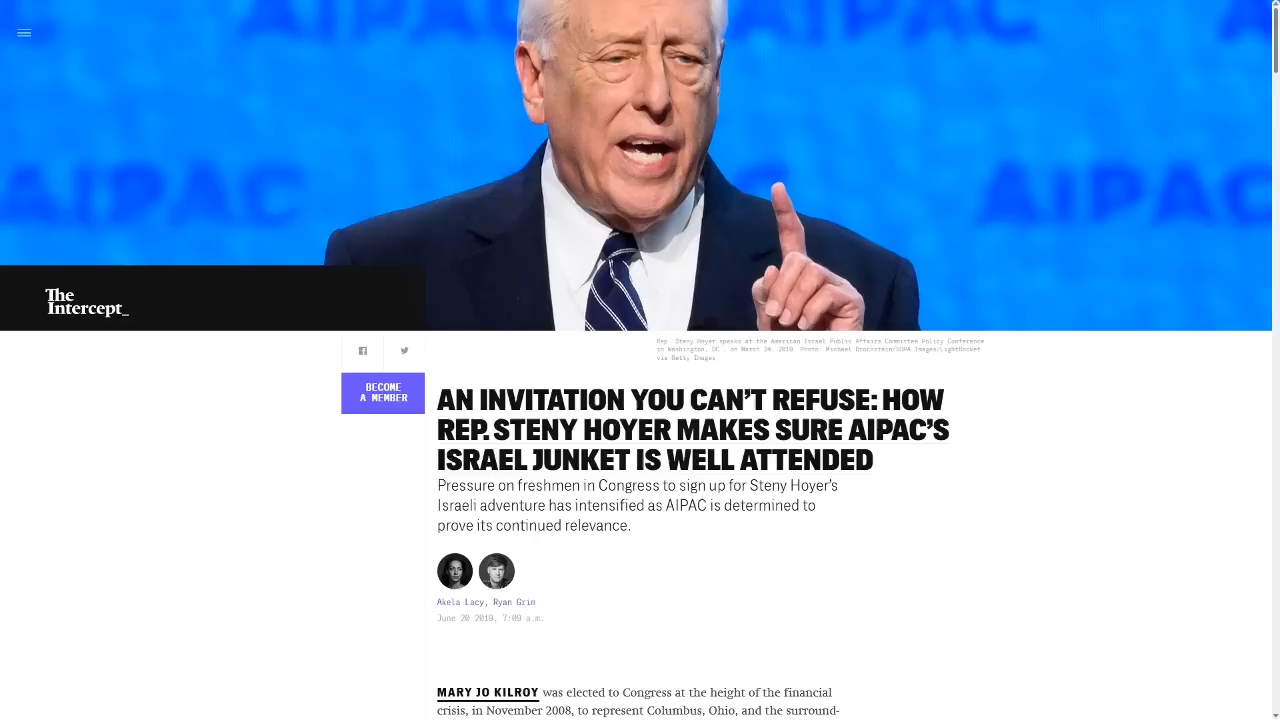 AIPAC AIPAC
AIPAC AIPAC
The
Intercept_
Rep. Steny Hoyer speaks at the American Israel Public Affairs Committee Policy Conference
in Washington, DC., on March 24, 2019. Photo: Michael Brochstein/SOPA Images/LightRocket
via Getty Images
BECOME
A MEMBER
AN INVITATION YOU CAN’T REFUSE: HOW
REP. STENY HOYER MAKES SURE AIPAC’S
ISRAEL JUNKET IS WELL ATTENDED
Pressure on freshmen in Congress to sign up for Steny Hoyer’s
Israeli adventure has intensified as AIPAC is determined to
prove its continued relevance.
Akela Lacy, Ryan Grim
June 20 2019, 7:09 a.m.
MARY JO KILROY was elected to Congress at the height of the financial
crisis, in November 2008, to represent Columbus, Ohio, and the surround-